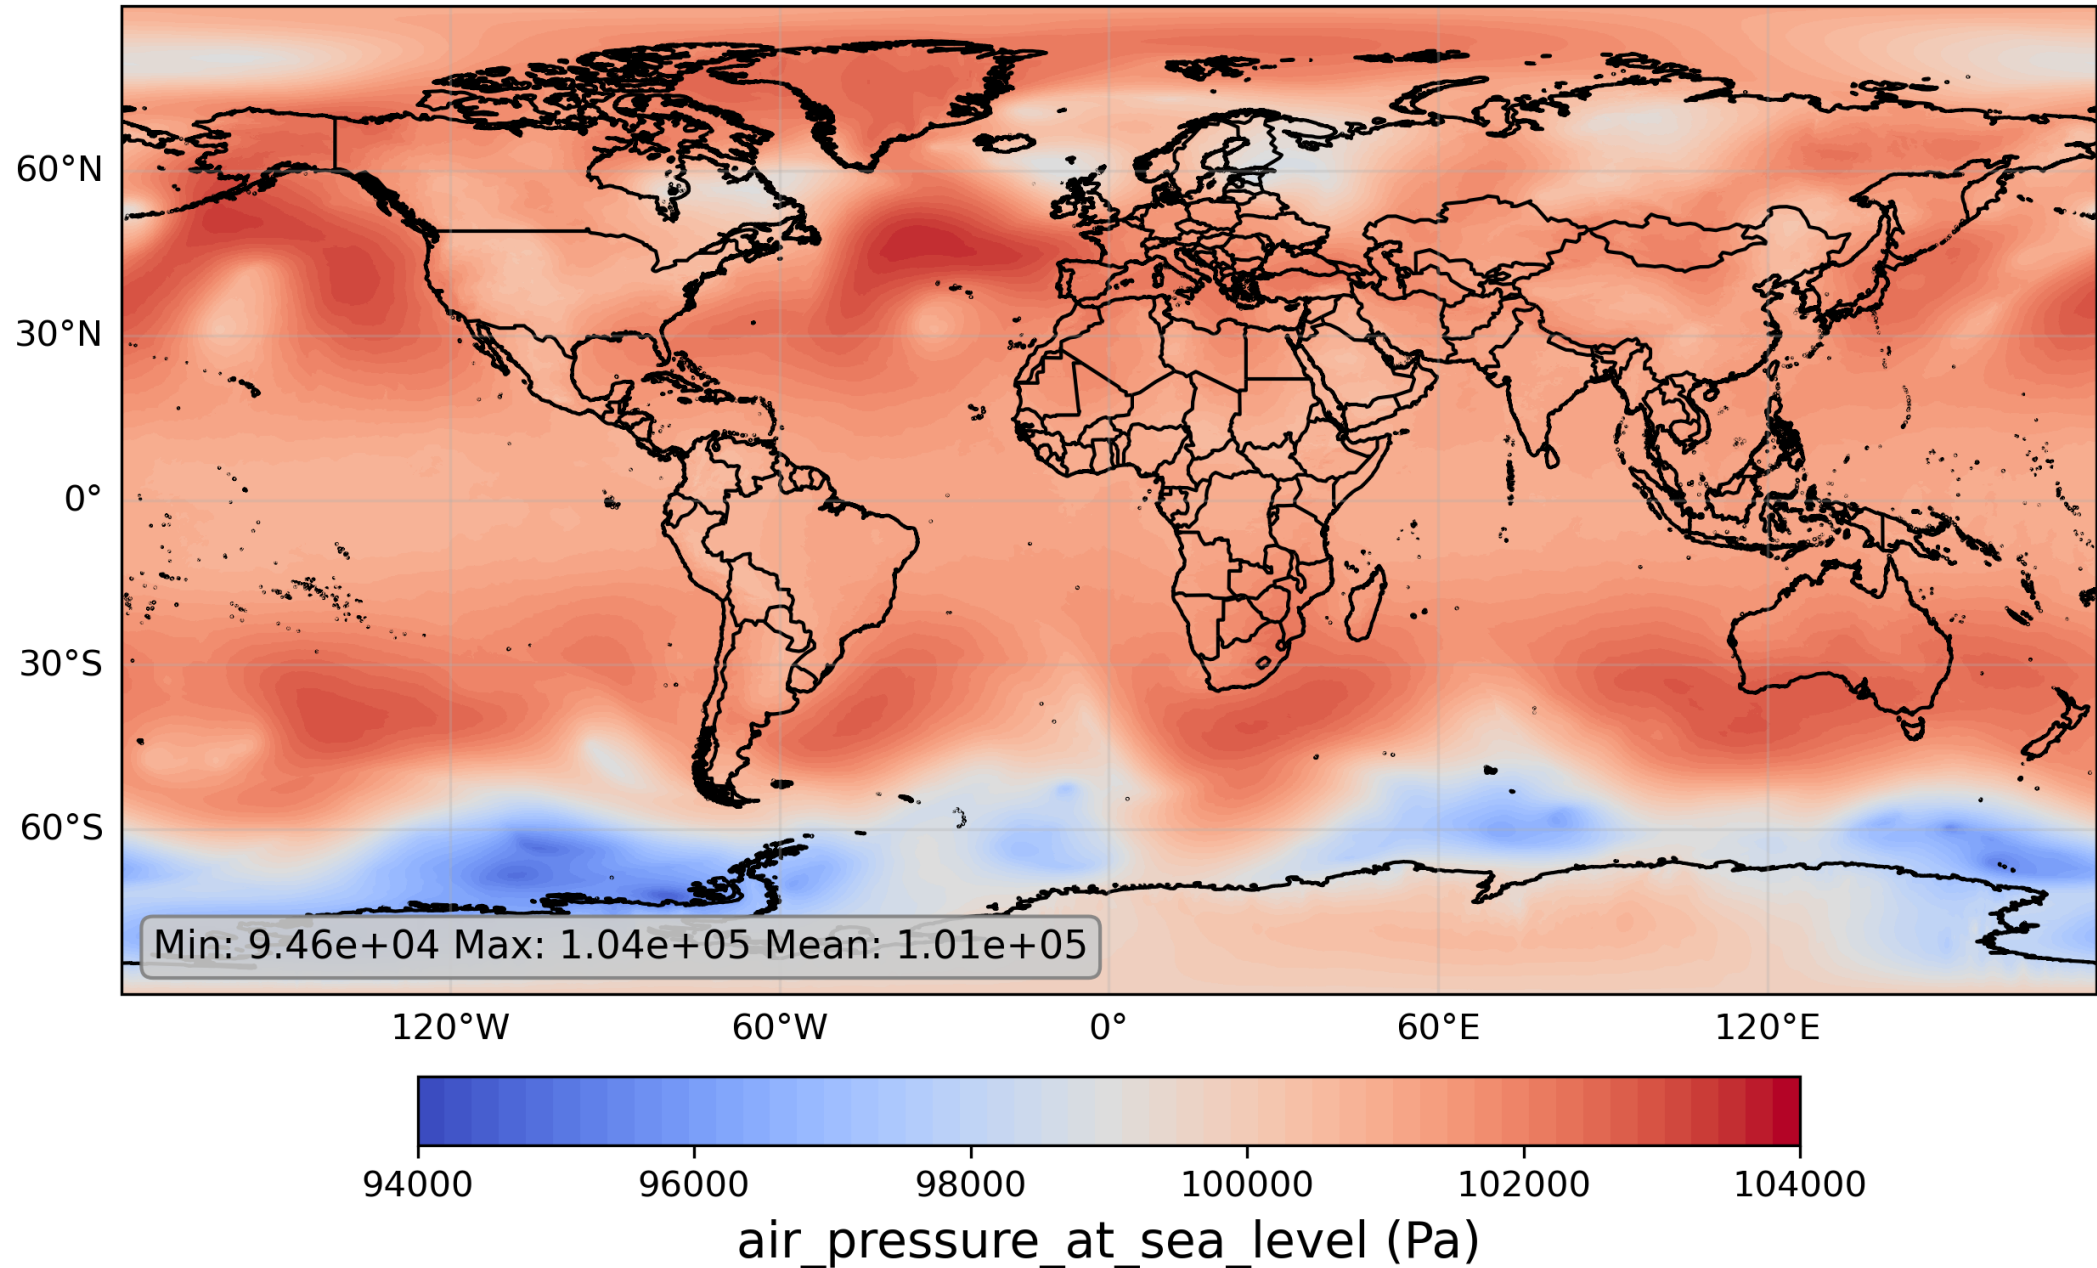 60°N
30°N
0°
30°S
60°S
Min: 9.46e+04 Max: 1.04e+05 Mean: 1.01e+05
120°W 60°W 0° 60°E 120°E
94000 96000 98000 100000 102000 104000
air_pressure_at_sea_level (Pa)